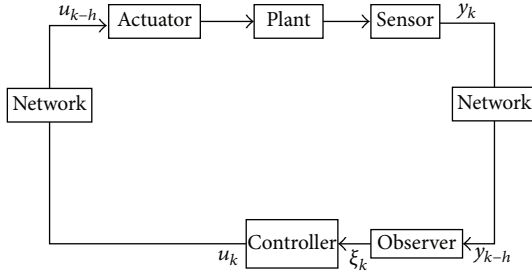 u_{k−h}
Actuator
Plant
Sensor
y_k
Network
Network
u_k
Controller
ξ_k
Observer
y_{k−h}